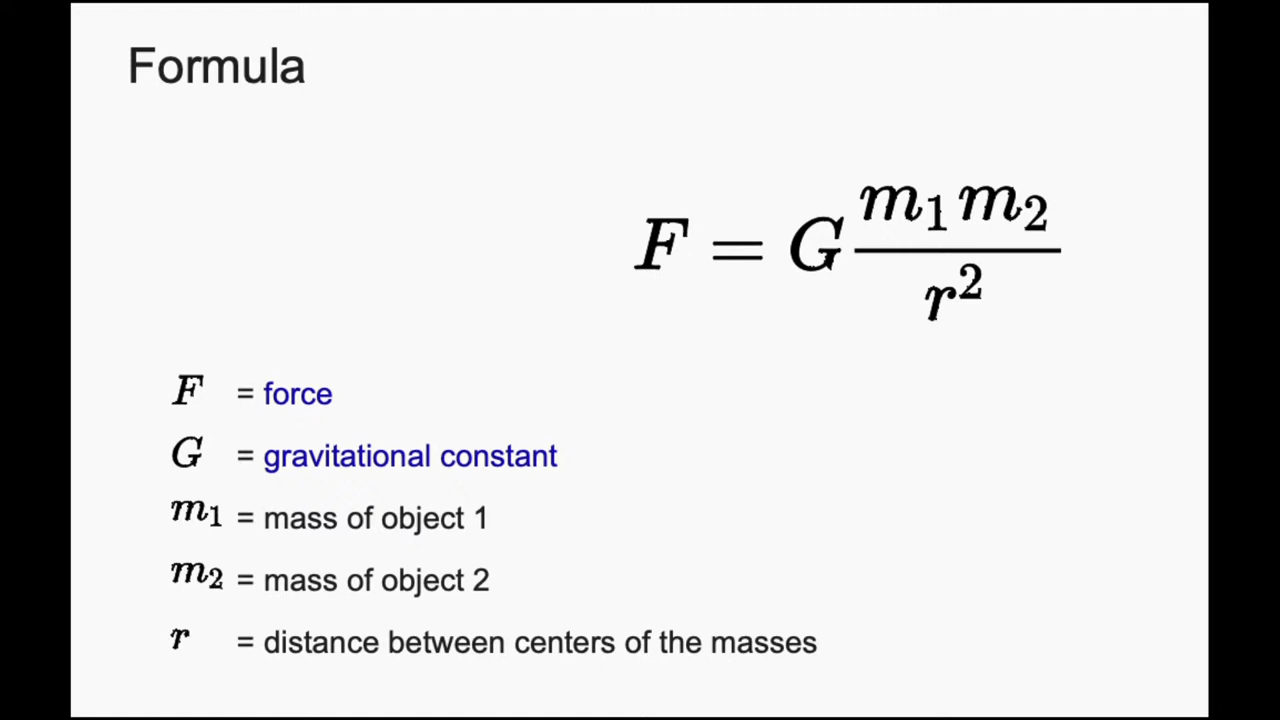 Formula
F = G m₁m₂ / r²
F = force
G = gravitational constant
m₁ = mass of object 1
m₂ = mass of object 2
r = distance between centers of the masses